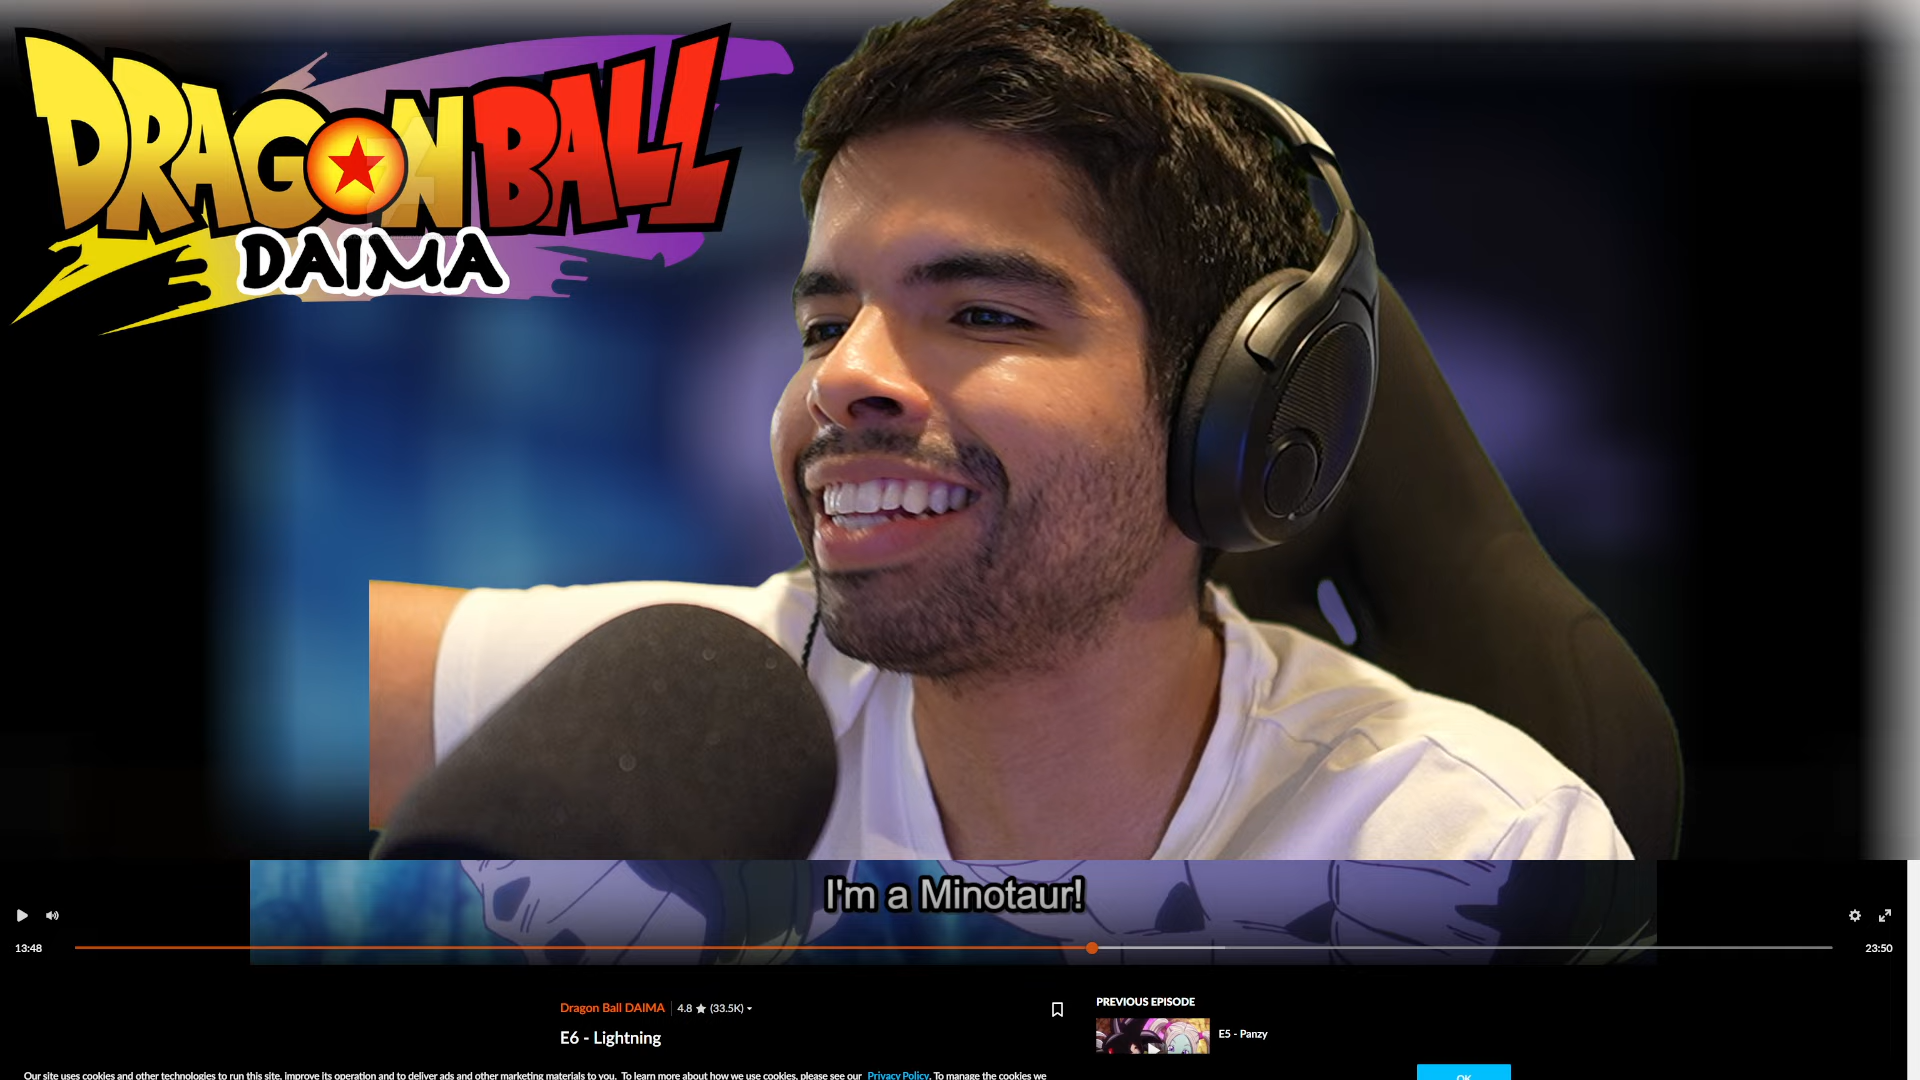 DRAGON BALL
DAIMA
I'm a Minotaur!
13:48
23:50
Dragon Ball DAIMA
4.8 ★ (33.5K)
E6 - Lightning
PREVIOUS EPISODE
E5 - Panzy
Our site uses cookies and other technologies to run this site, improve its operation and to deliver ads and other marketing materials to you. To learn more about how we use cookies, please see our Privacy Policy. To manage the cookies we
OK